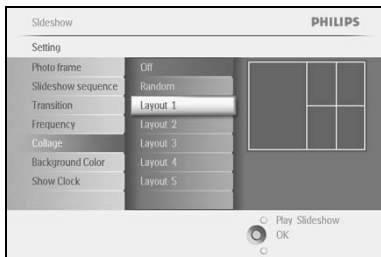 Slideshow PHILIPS
Setting
Photo frame
Slideshow sequence
Transition
Frequency
Collage
Background Color
Show Clock
Off
Random
Layout 1
Layout 2
Layout 3
Layout 4
Layout 5
Play Slideshow
OK